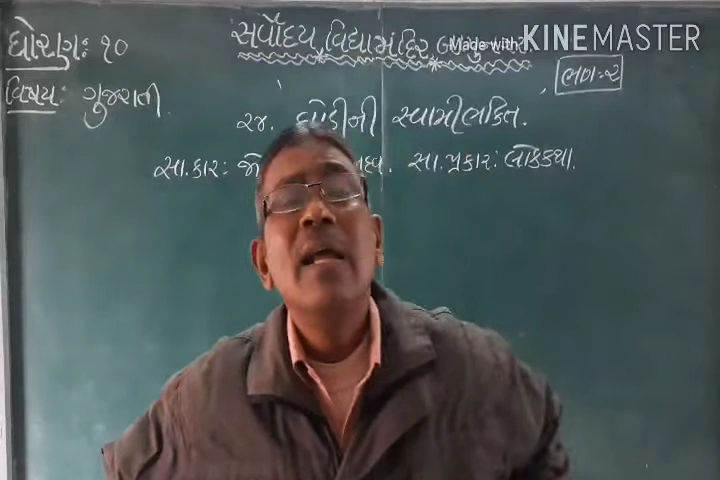 ધોરણઃ ૧૦
સર્વોદય વિદ્યામંદિર
Made with KINEMASTER
વિષયઃ ગુજરાતી.
ભાગ-૨
૨૪. ઘોડીની સ્વામીભક્તિ.
સા.કારઃ સા.પ્રકારઃ લોકકથા.